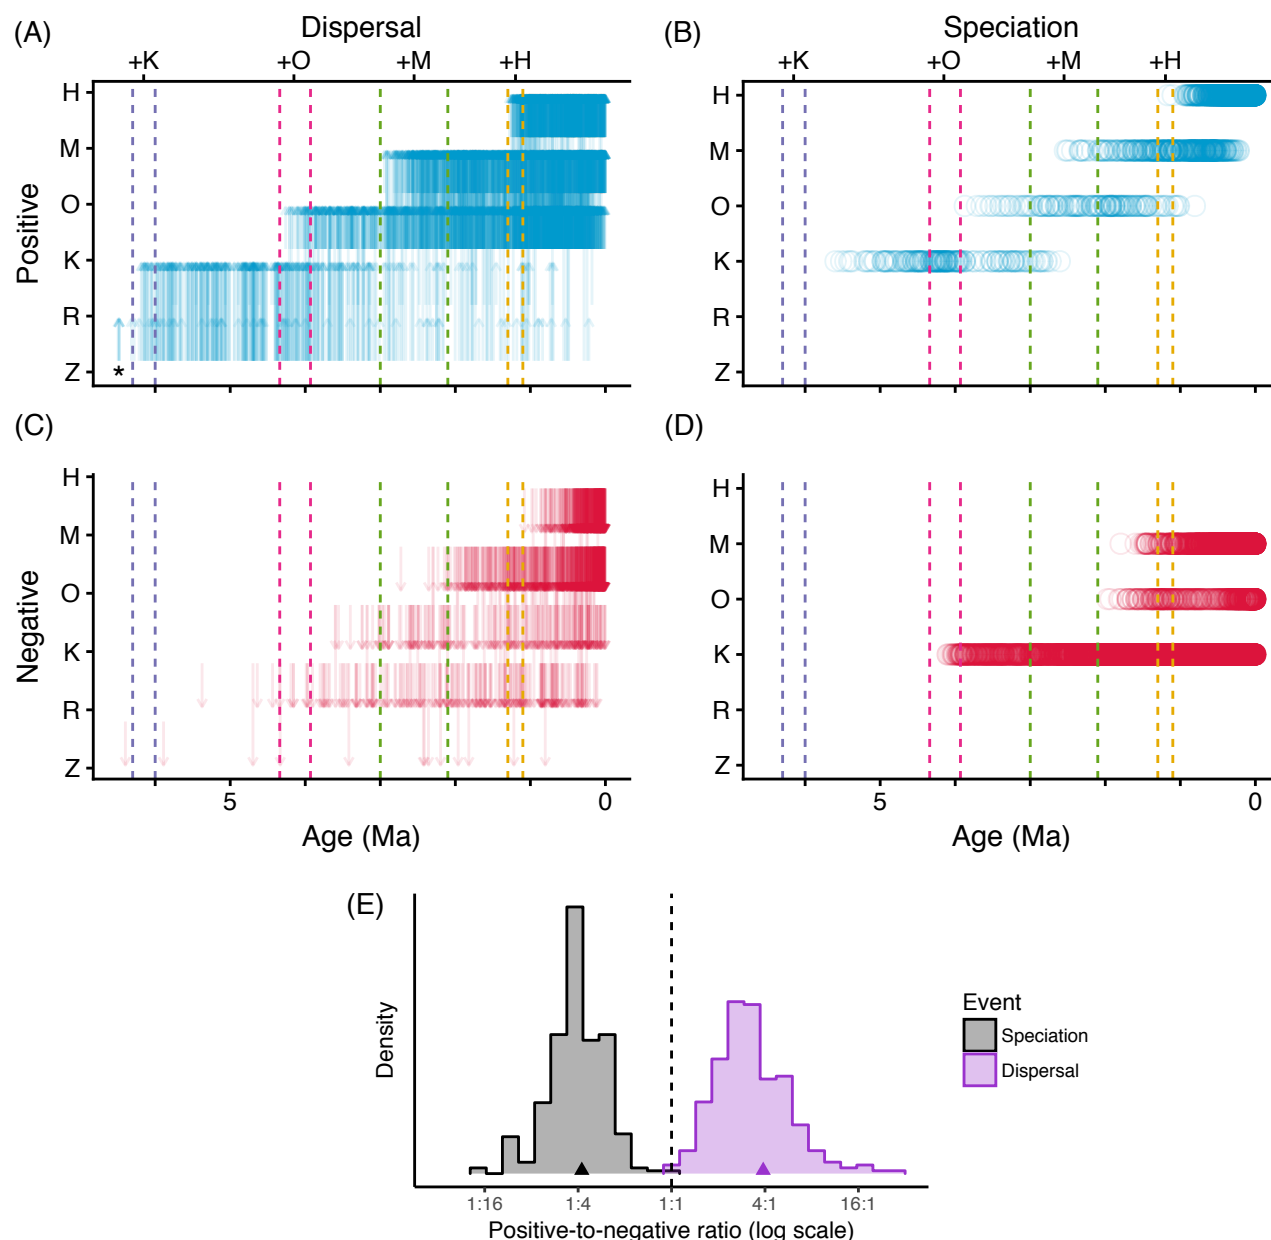 (A)
Dispersal
+K +O +M +H
Positive
H
M
O
K
R
Z
*
(B)
Speciation
+K +O +M +H
H
M
O
K
R
Z
(C)
Negative
H
M
O
K
R
Z
5 0
Age (Ma)
(D)
H
M
O
K
R
Z
5 0
Age (Ma)
(E)
Density
1:16 1:4 1:1 4:1 16:1
Positive-to-negative ratio (log scale)
Event
Speciation
Dispersal